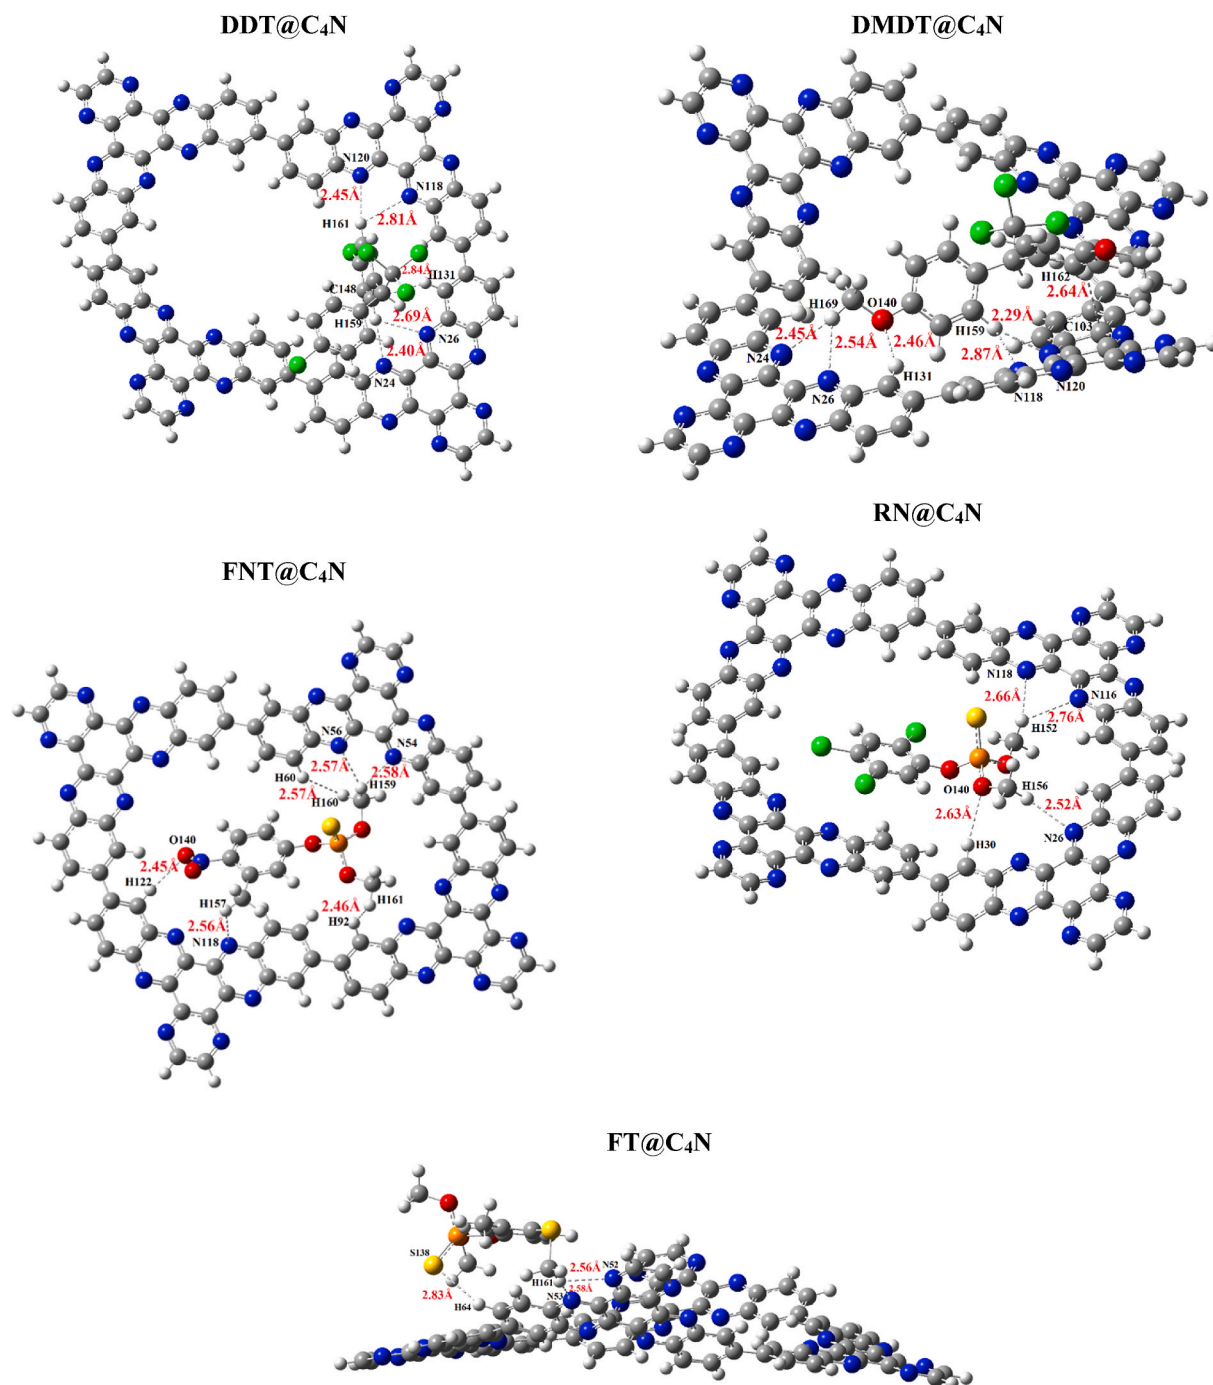 DDT@C₄N
N120
2.45Å
N118
H161
2.81Å
2.84Å
H131
C148
2.69Å
H159
N26
2.40Å
N24
DMDT@C₄N
H162
2.64Å
H169
O140
2.29Å
H159
C103
2.45Å
2.54Å
2.46Å
2.87Å
N24
H131
N26
N118
N120
FNT@C₄N
N56
N54
2.57Å
2.58Å
H60
H159
2.57Å
H160
O140
2.45Å
H122
H157
2.46Å
H161
H92
2.56Å
N118
RN@C₄N
N118
2.66Å
N116
2.76Å
H152
O140
H156
2.63Å
2.52Å
N26
H30
FT@C₄N
S138
2.56Å
N52
H161
2.58Å
2.83Å
N53
H64